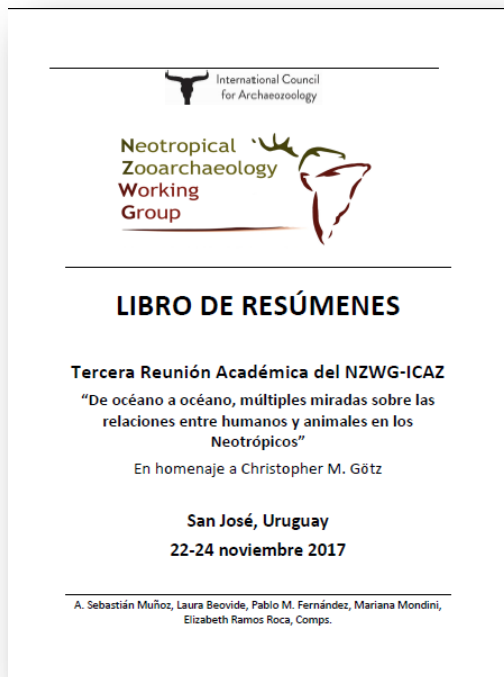 International Council
for Archaeozoology
Neotropical
Zooarchaeology
Working
Group
LIBRO DE RESÚMENES
Tercera Reunión Académica del NZWG-ICAZ
“De océano a océano, múltiples miradas sobre las
relaciones entre humanos y animales en los
Neotrópicos”
En homenaje a Christopher M. Götz
San José, Uruguay
22-24 noviembre 2017
A. Sebastián Muñoz, Laura Beovide, Pablo M. Fernández, Mariana Mondini,
Elizabeth Ramos Roca, Comps.